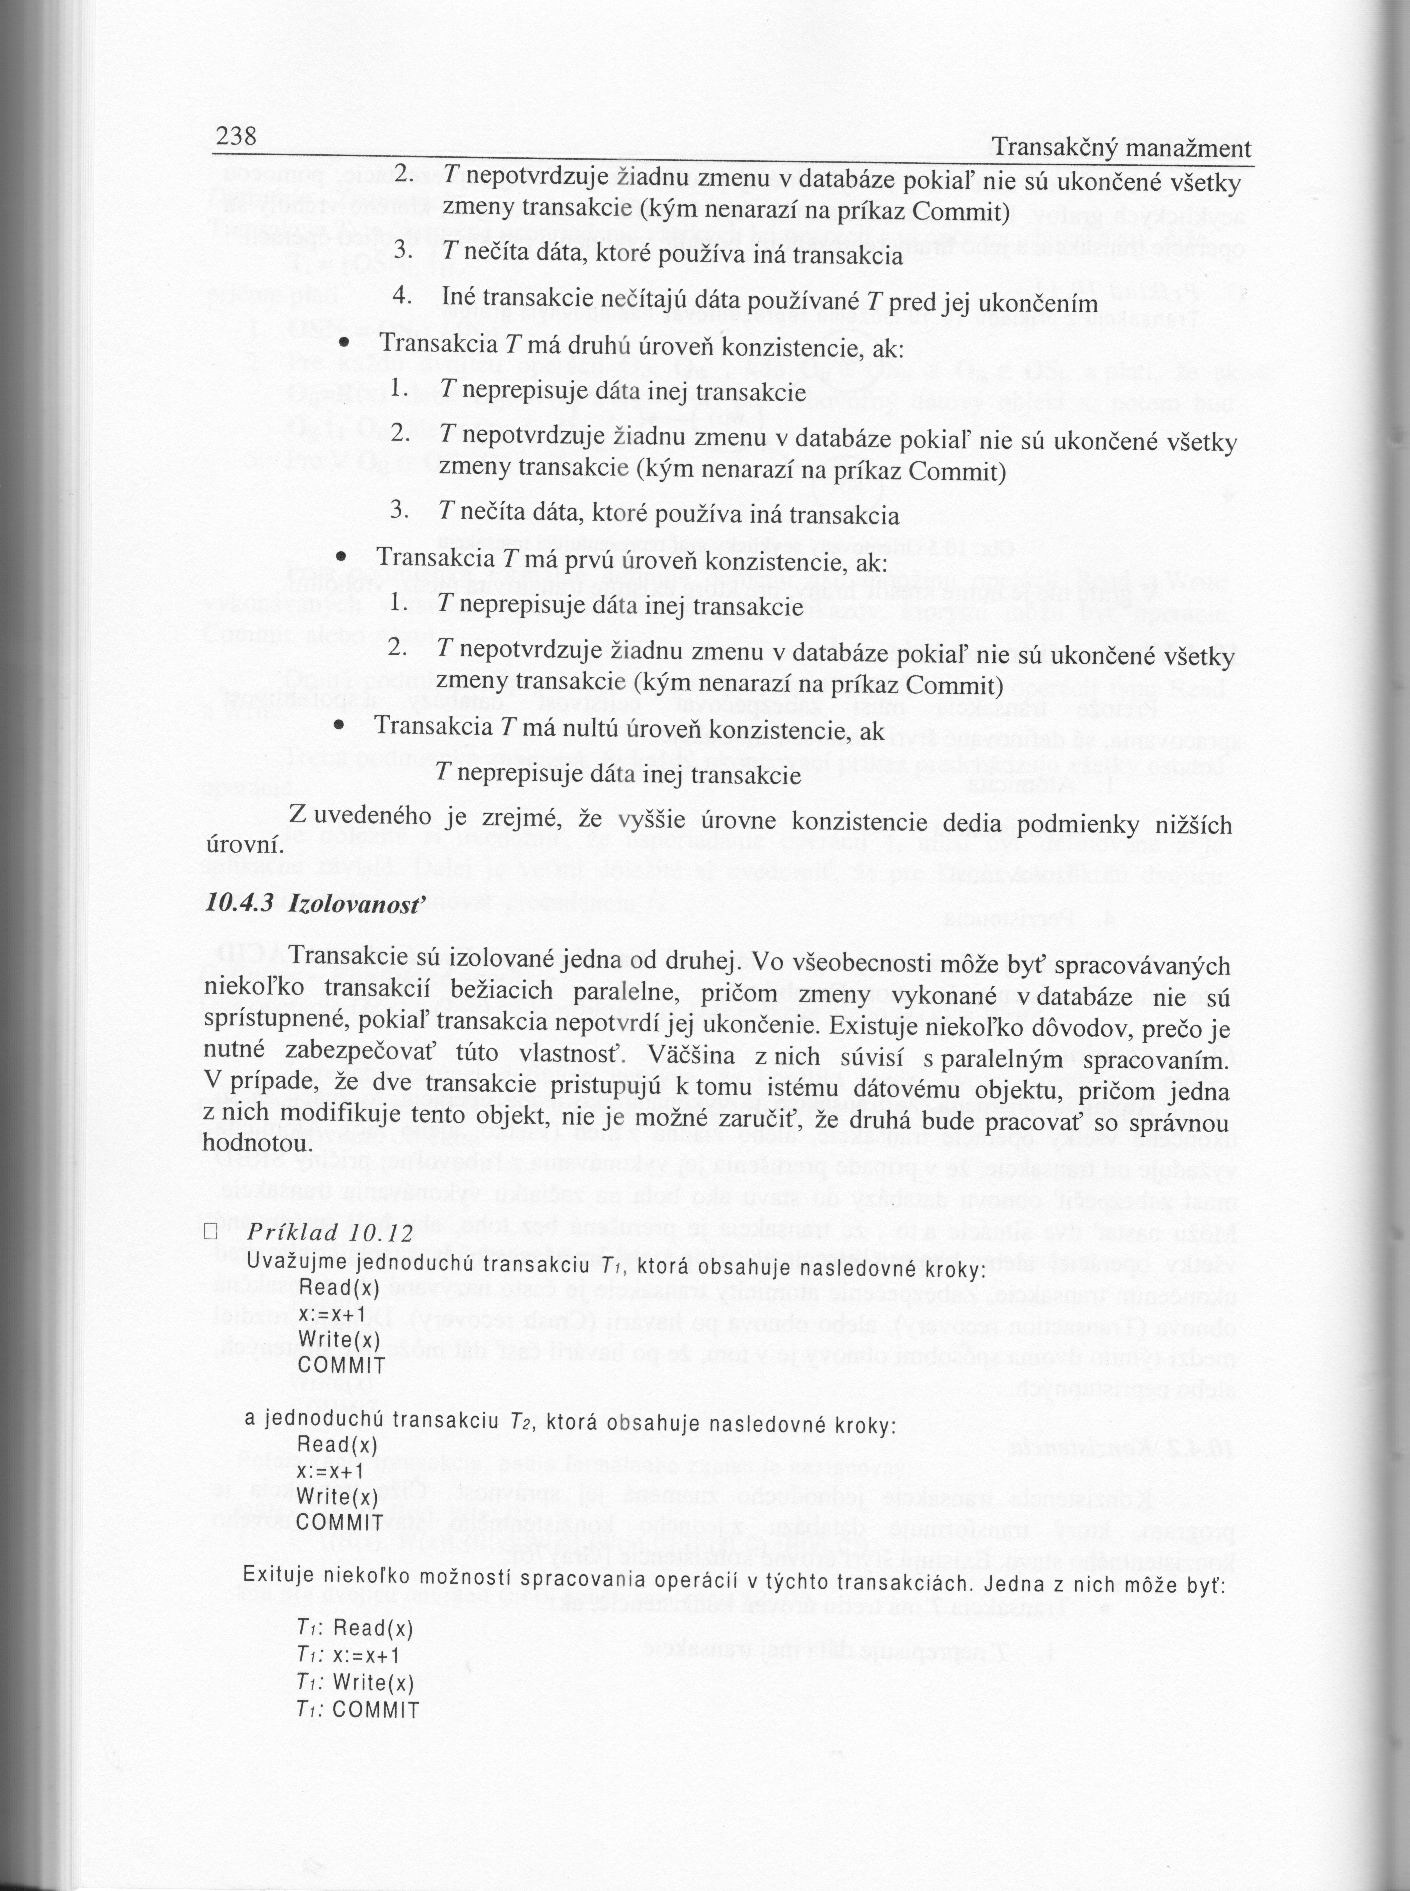 238
Transakčný manažment
2. T nepotvrdzuje žiadnu zmenu v databáze pokiaľ nie sú ukončené všetky
zmeny transakcie (kým nenarazí na príkaz Commit)
3. T nečíta dáta, ktoré používa iná transakcia
4. Iné transakcie nečítajú dáta používané T pred jej ukončením
• Transakcia T má druhú úroveň konzistencie, ak:
1. T neprepisuje dáta inej transakcie
2. T nepotvrdzuje žiadnu zmenu v databáze pokiaľ nie sú ukončené všetky
zmeny transakcie (kým nenarazí na príkaz Commit)
3. T nečíta dáta, ktoré používa iná transakcia
• Transakcia T má prvú úroveň konzistencie, ak:
1. T neprepisuje dáta inej transakcie
2. T nepotvrdzuje žiadnu zmenu v databáze pokiaľ nie sú ukončené všetky
zmeny transakcie (kým nenarazí na príkaz Commit)
• Transakcia T má nultú úroveň konzistencie, ak
T neprepisuje dáta inej transakcie
Z uvedeného je zrejmé, že vyššie úrovne konzistencie dedia podmienky nižších
úrovní.
10.4.3 Izolovanosť
Transakcie sú izolované jedna od druhej. Vo všeobecnosti môže byť spracovávaných
niekoľko transakcií bežiacich paralelne, pričom zmeny vykonané v databáze nie sú
sprístupnené, pokiaľ transakcia nepotvrdí jej ukončenie. Existuje niekoľko dôvodov, prečo je
nutné zabezpečovať túto vlastnosť. Väčšina z nich súvisí s paralelným spracovaním.
V prípade, že dve transakcie pristupujú k tomu istému dátovému objektu, pričom jedna
z nich modifikuje tento objekt, nie je možné zaručiť, že druhá bude pracovať so správnou
hodnotou.
□ Príklad 10.12
Uvažujme jednoduchú transakciu T1, ktorá obsahuje nasledovné kroky:
Read(x)
x:=x+1
Write(x)
COMMIT
a jednoduchú transakciu T2, ktorá obsahuje nasledovné kroky:
Read(x)
x:=x+1
Write(x)
COMMIT
Exituje niekoľko možností spracovania operácií v týchto transakciách. Jedna z nich môže byť:
T1: Read(x)
T1: x:=x+1
T1: Write(x)
T1: COMMIT